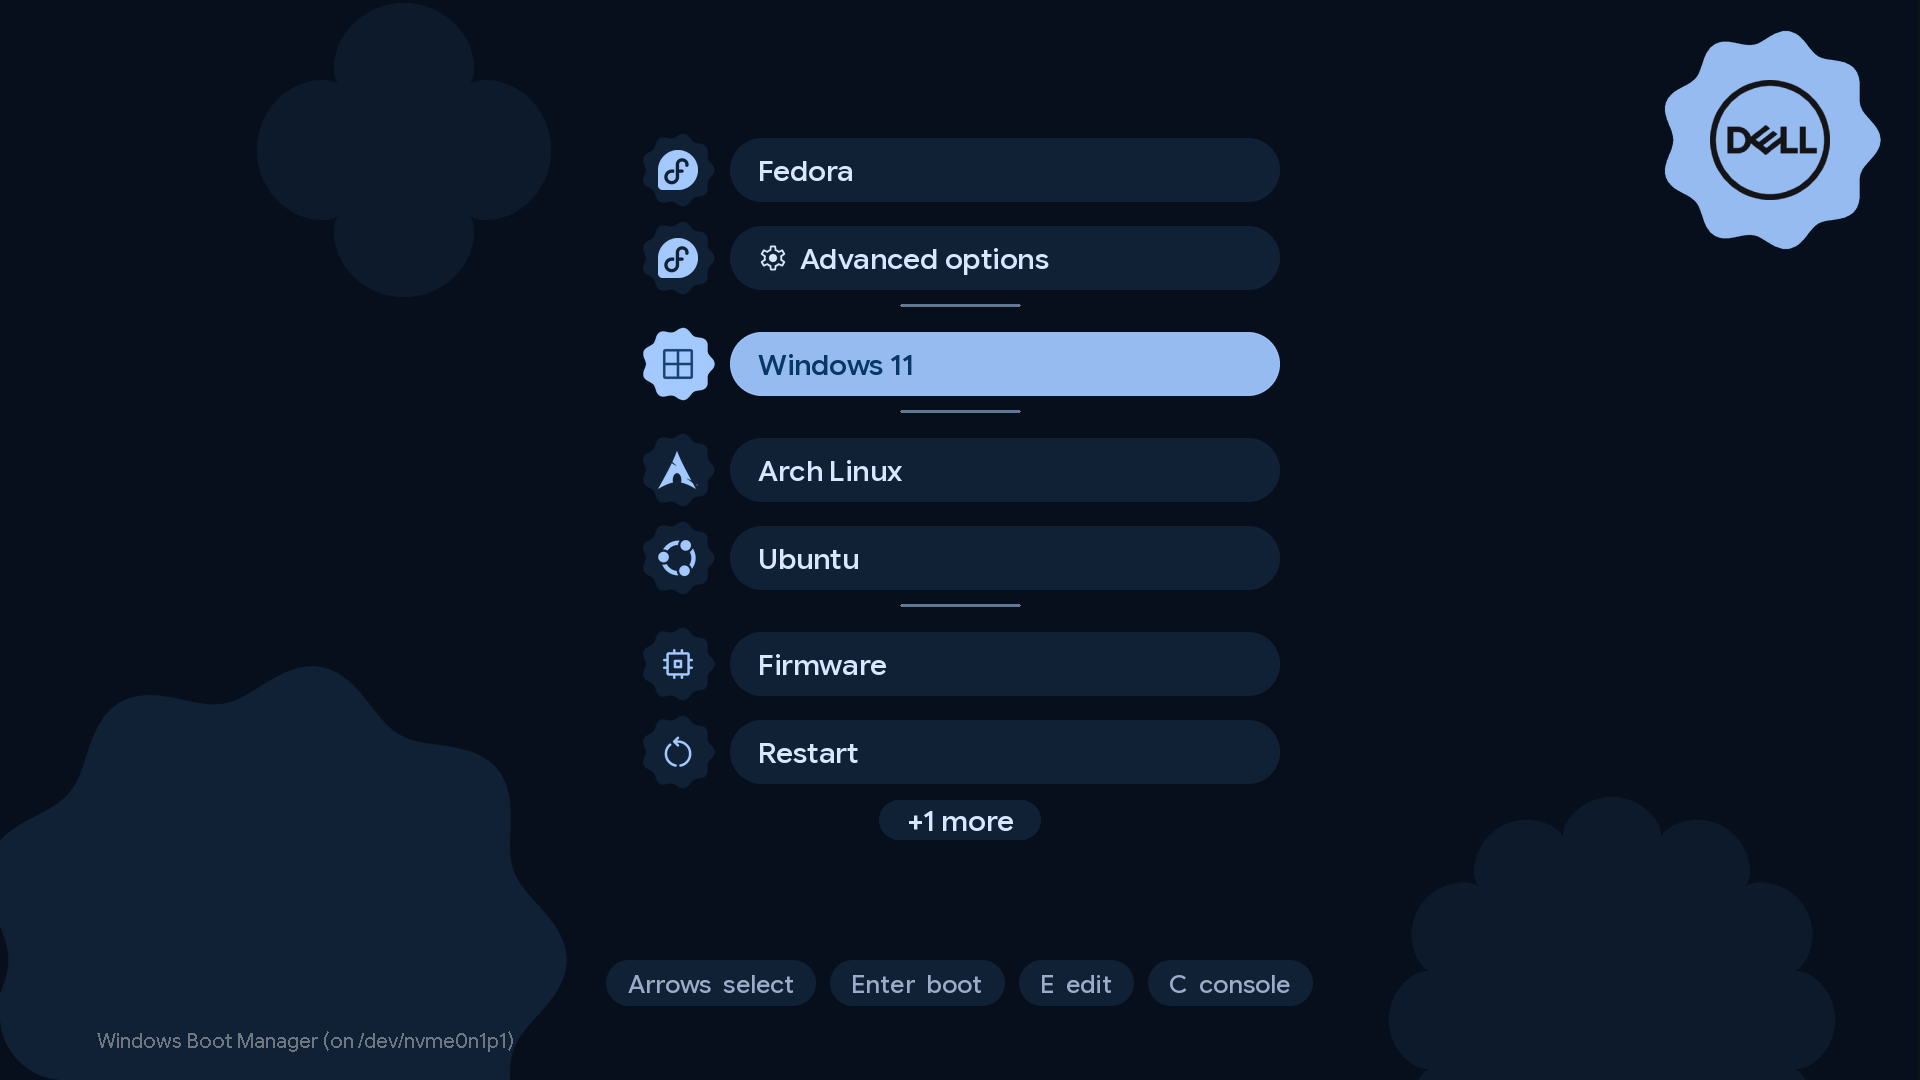 DELL
Fedora
Advanced options
Windows 11
Arch Linux
Ubuntu
Firmware
Restart
+1 more
Arrows select Enter boot E edit C console
Windows Boot Manager (on /dev/nvme0n1p1)